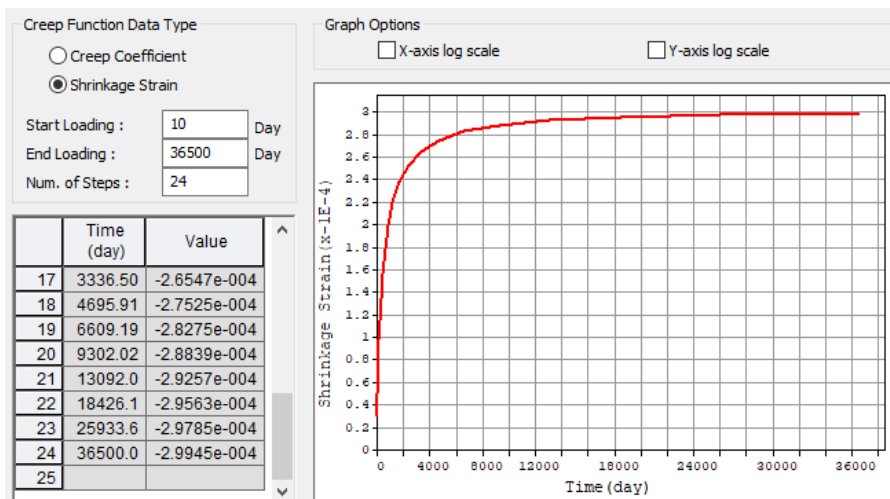 Creep Function Data Type
Creep Coefficient
Shrinkage Strain
Start Loading : 10 Day
End Loading : 36500 Day
Num. of Steps : 24
Time (day) Value
17 3336.50 -2.6547e-004
18 4695.91 -2.7525e-004
19 6609.19 -2.8275e-004
20 9302.02 -2.8839e-004
21 13092.0 -2.9257e-004
22 18426.1 -2.9563e-004
23 25933.6 -2.9785e-004
24 36500.0 -2.9945e-004
25
Graph Options
X-axis log scale Y-axis log scale
Shrinkage Strain(x-1E-4)
3
2.8
2.6
2.4
2.2
2
1.8
1.6
1.4
1.2
1
0.8
0.6
0.4
0.2
0
0 4000 8000 12000 18000 24000 30000 36000
Time(day)